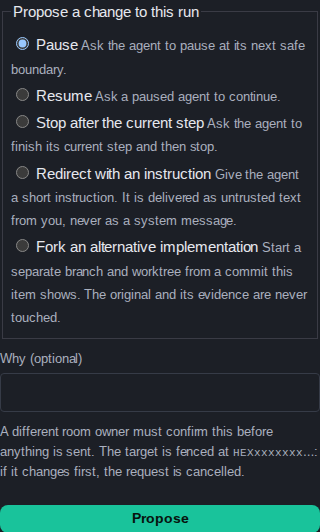 Propose a change to this run
Pause Ask the agent to pause at its next safe
boundary.
Resume Ask a paused agent to continue.
Stop after the current step Ask the agent to
finish its current step and then stop.
Redirect with an instruction Give the agent
a short instruction. It is delivered as untrusted text
from you, never as a system message.
Fork an alternative implementation Start a
separate branch and worktree from a commit this
item shows. The original and its evidence are never
touched.
Why (optional)
A different room owner must confirm this before
anything is sent. The target is fenced at HEXxxxxxxx…:
if it changes first, the request is cancelled.
Propose